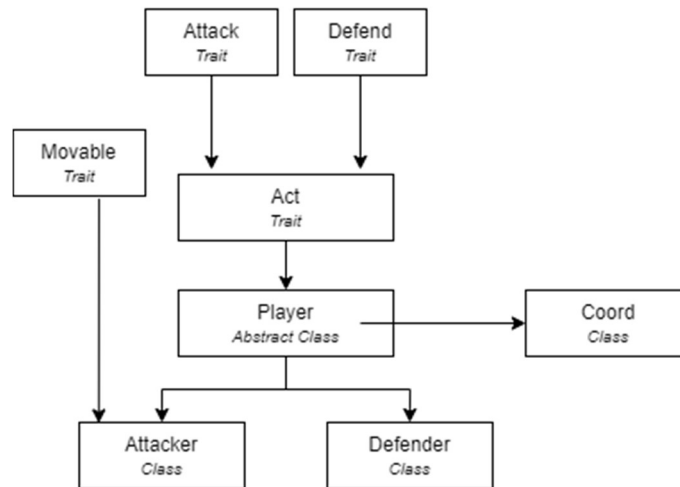 Attack
Trait
Defend
Trait
Movable
Trait
Act
Trait
Player
Abstract Class
Coord
Class
Attacker
Class
Defender
Class